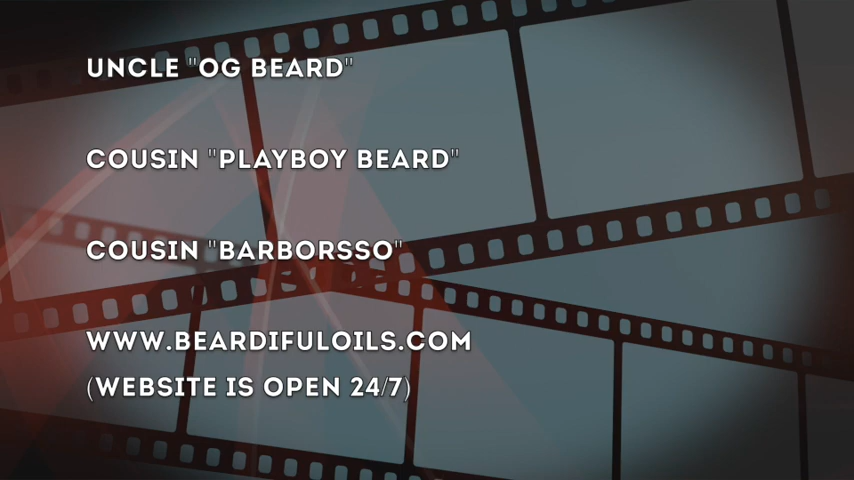 UNCLE "OG BEARD"
COUSIN "PLAYBOY BEARD"
COUSIN "BARBORSSO"
WWW.BEARDIFULOILS.COM
(WEBSITE IS OPEN 24/7)